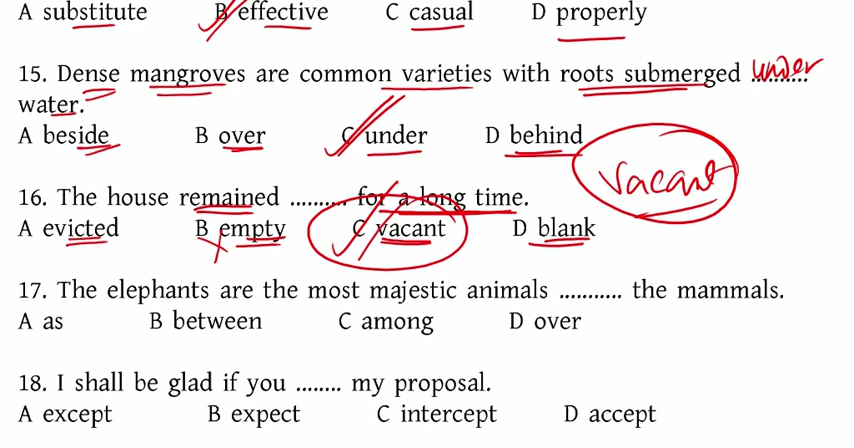 A substitute B effective C casual D properly
15. Dense mangroves are common varieties with roots submerged .......... under
water.
A beside B over C under D behind
vacant
16. The house remained .......... for a long time.
A evicted B empty C vacant D blank
17. The elephants are the most majestic animals ........... the mammals.
A as B between C among D over
18. I shall be glad if you ........ my proposal.
A except B expect C intercept D accept